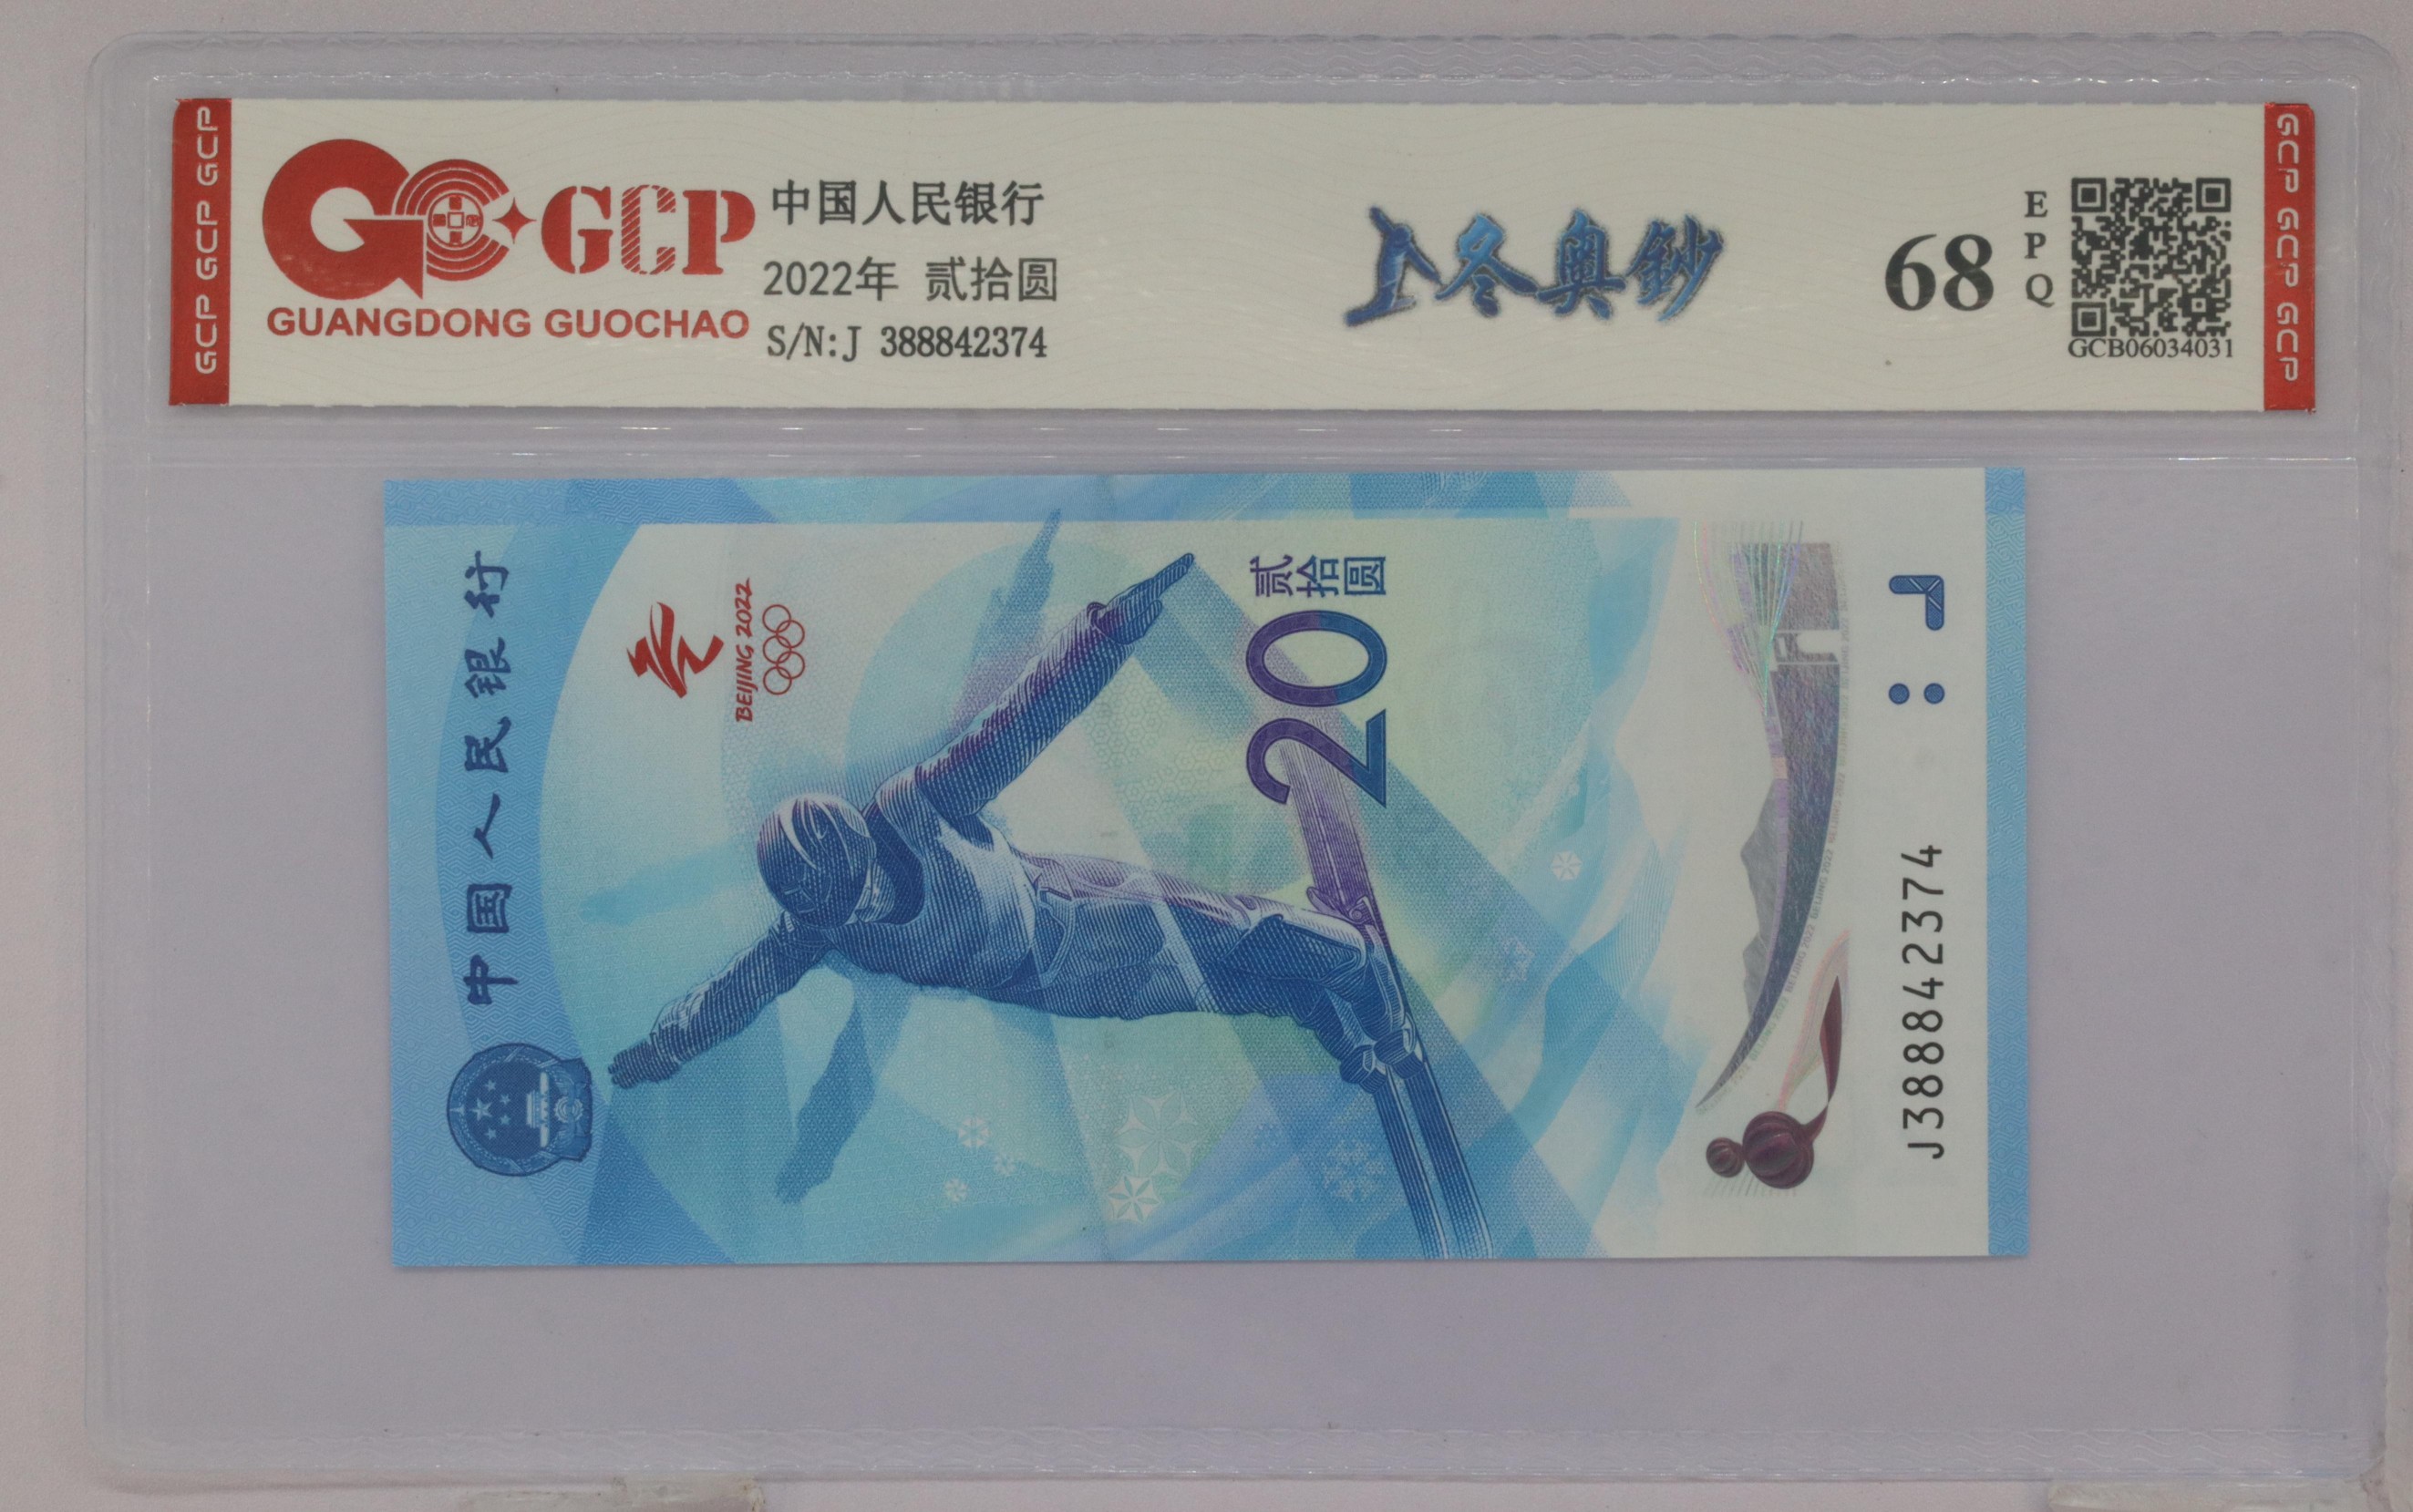 GCP GCP GCP
GCP
GUANGDONG GUOCHAO
中国人民银行
2022年 贰拾圆
S/N:J 388842374
冬奥鈔
68
EPQ
GCB06034031
GCP GCP GCP
中国人民银行
BEIJING 2022
贰拾圆
20
J
J388842374